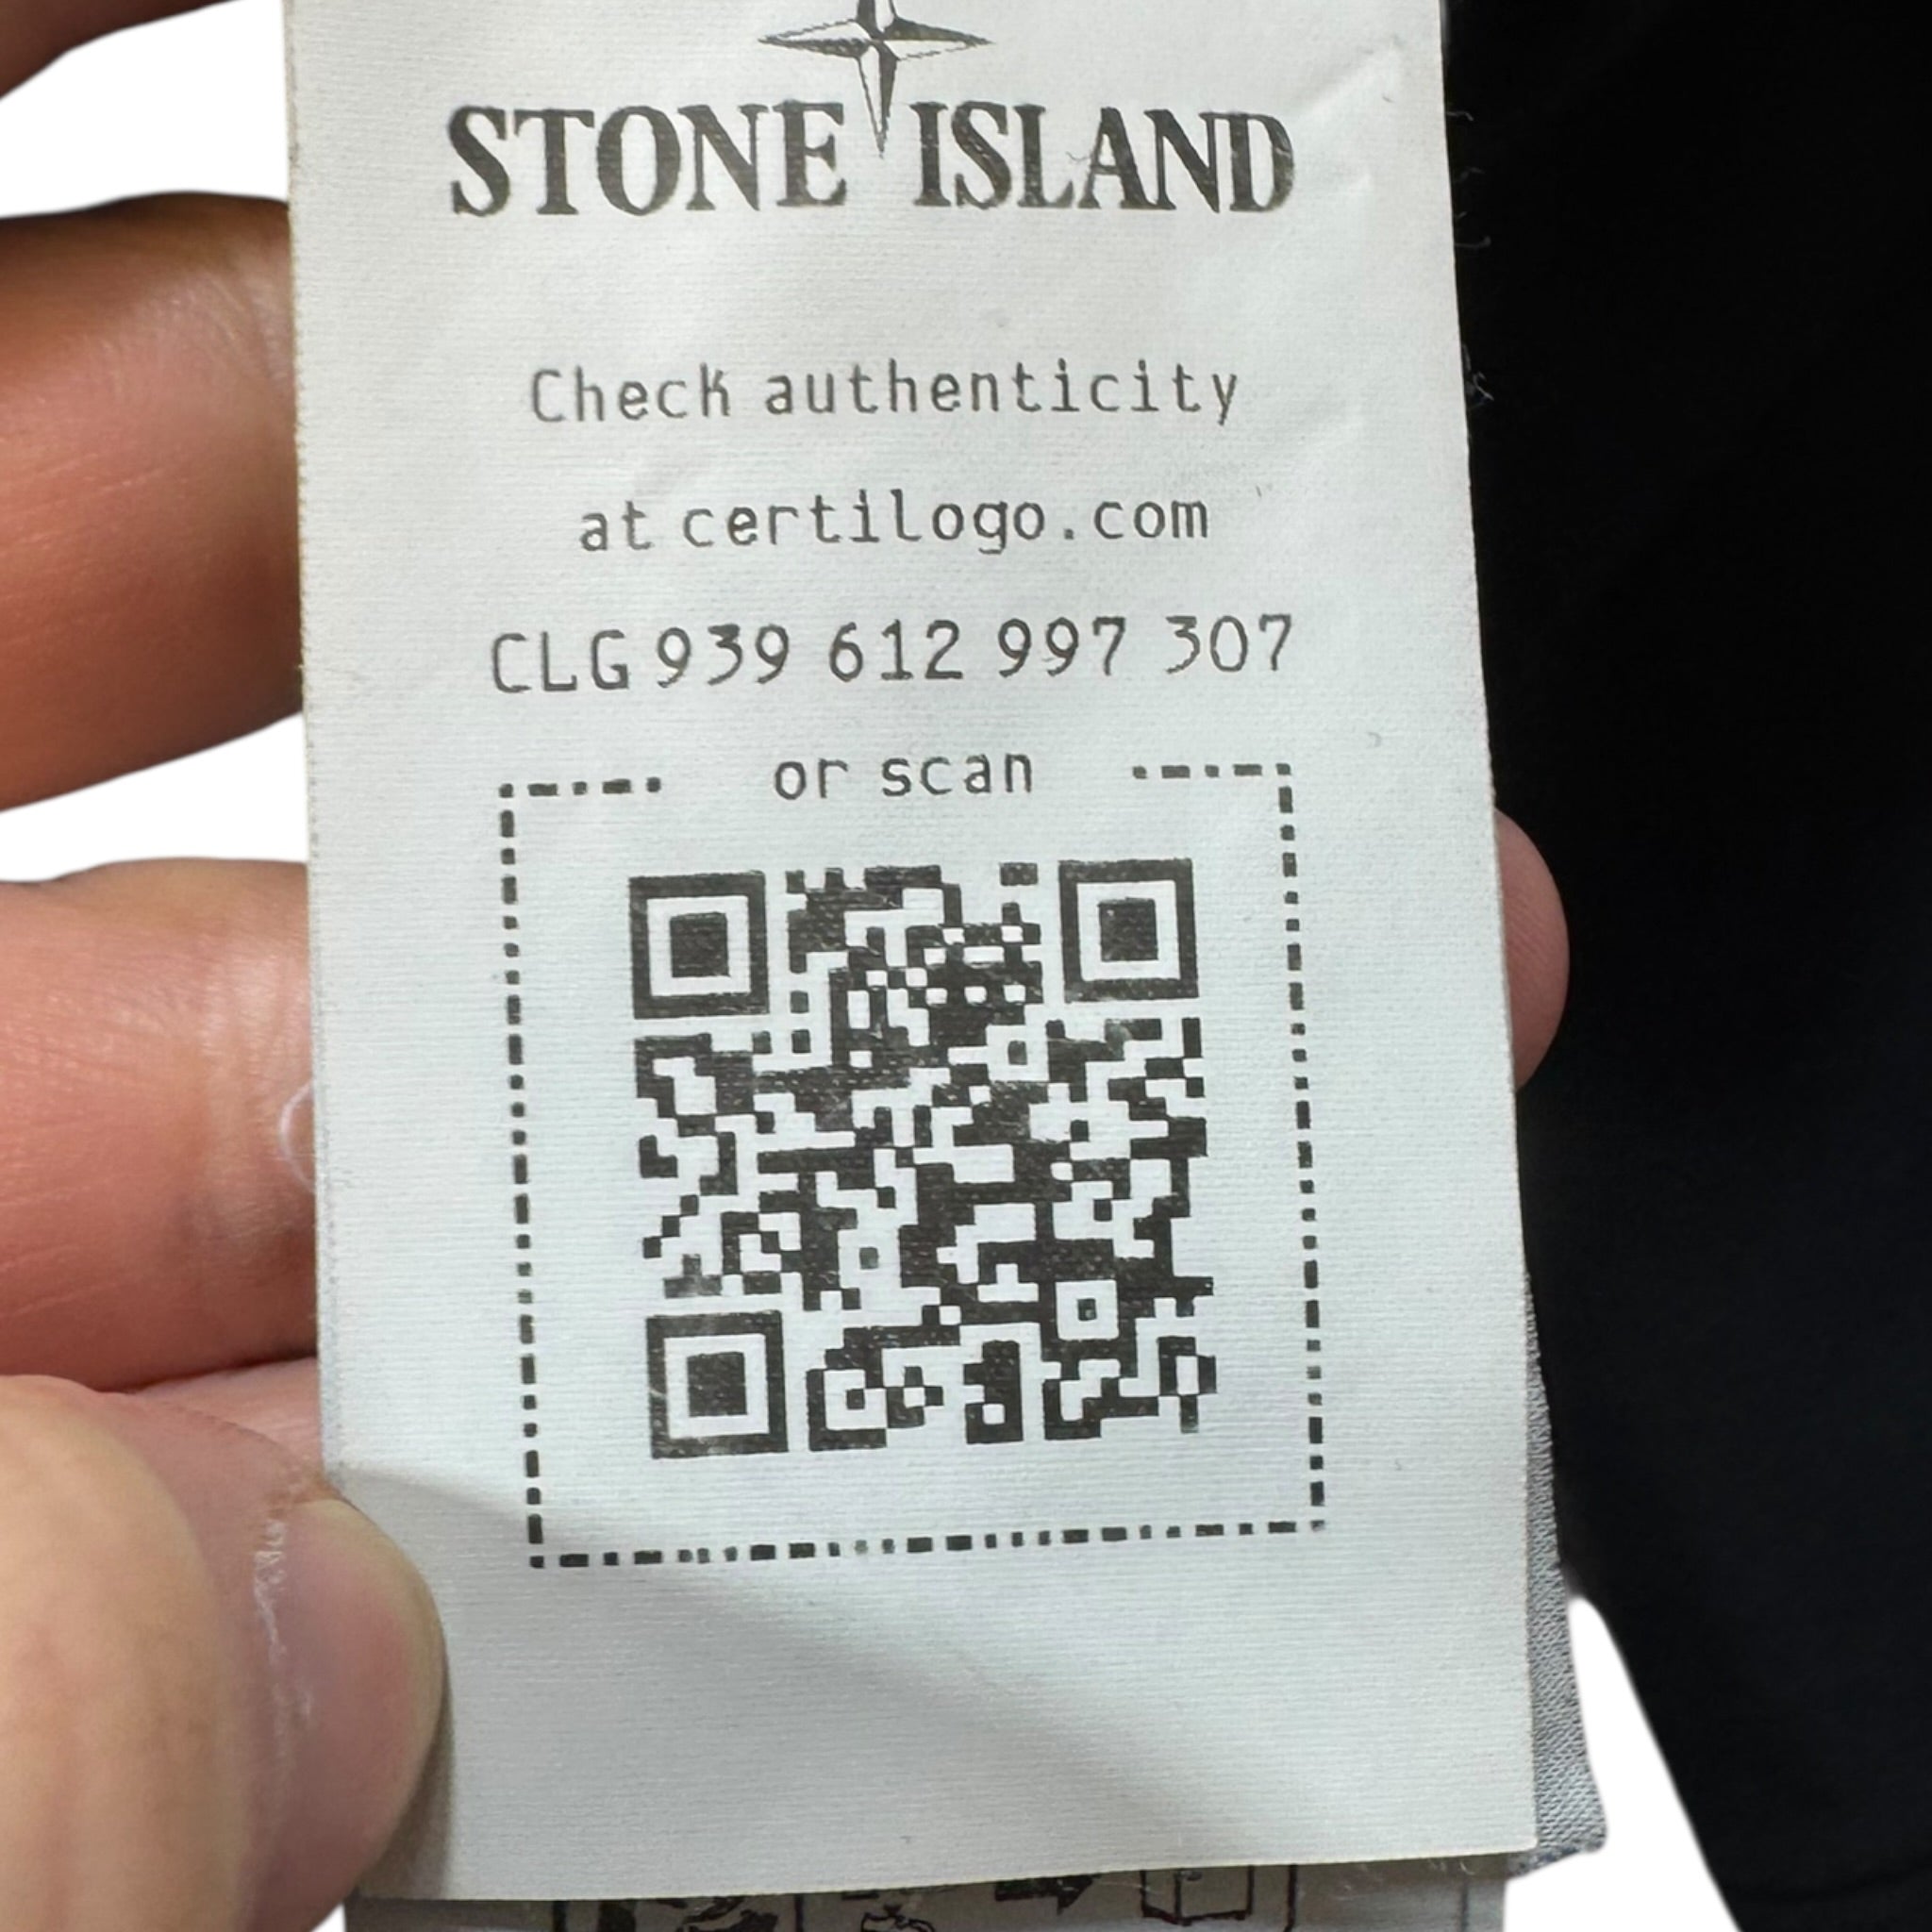 STONE ISLAND
Check authenticity
at certilogo.com
CLG 939 612 997 307
or scan